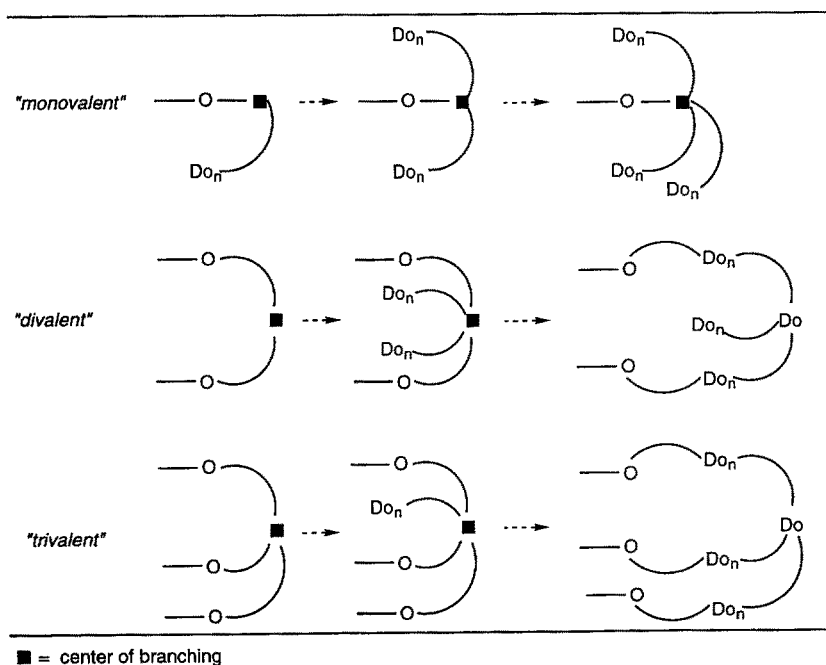 Don Don
"monovalent" O O O
Don Don Don
Don
O O Don
O
Don
"divalent" Don Do
Don
O O O Don
O O Don
O
Don
"trivalent" Do
O O O Don
O O O Don
■ = center of branching